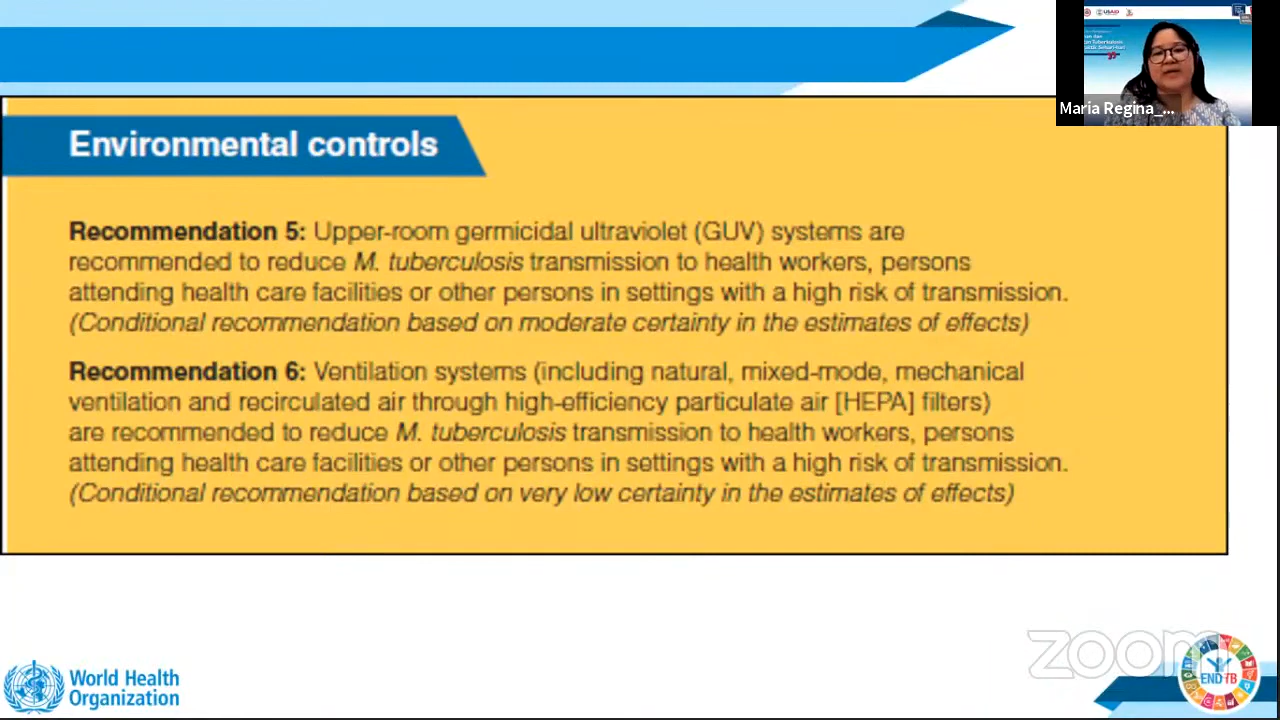 USAID
Tuberkulosis
Maria Regina_...
Environmental controls
Recommendation 5: Upper-room germicidal ultraviolet (GUV) systems are
recommended to reduce M. tuberculosis transmission to health workers, persons
attending health care facilities or other persons in settings with a high risk of transmission.
(Conditional recommendation based on moderate certainty in the estimates of effects)
Recommendation 6: Ventilation systems (including natural, mixed-mode, mechanical
ventilation and recirculated air through high-efficiency particulate air [HEPA] filters)
are recommended to reduce M. tuberculosis transmission to health workers, persons
attending health care facilities or other persons in settings with a high risk of transmission.
(Conditional recommendation based on very low certainty in the estimates of effects)
World Health
Organization
zoom
END TB